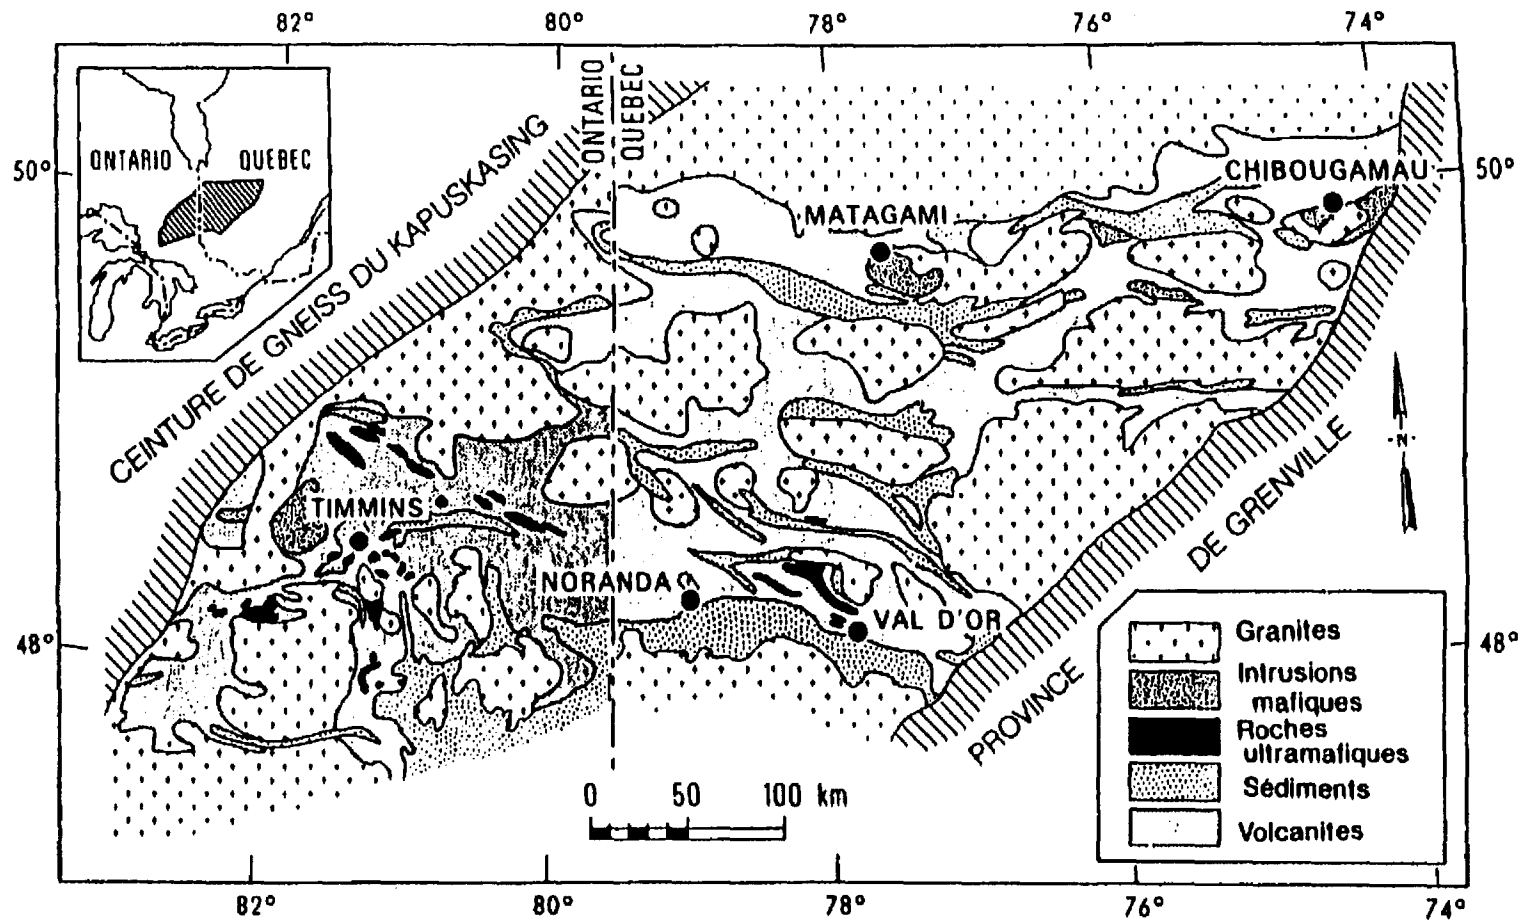 82° 80° 78° 76° 74°
ONTARIO
QUEBEC
ONTARIO QUEBEC
50°
50°
CEINTURE DE GNEISS DU KAPUSKASING
CHIBOUGAMAU
MATAGAMI
TIMMINS
NORANDA
VAL D'OR
N
PROVINCE DE GRENVILLE
48°
48°
Granites
Intrusions
mafiques
Roches
ultramafiques
Sédiments
Volcanites
0 50 100 km
82° 80° 78° 76° 74°